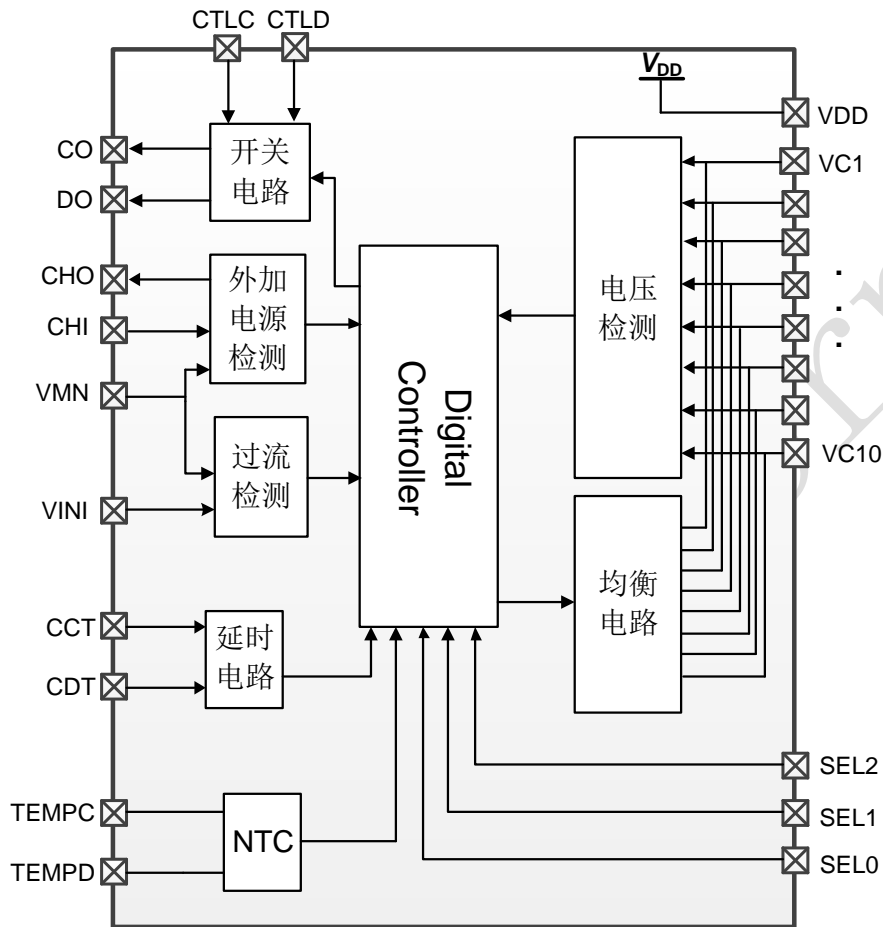 CTLC CTLD
VDD
VDD
CO
开关
电路
VC1
DO
CHO
外加
电源
检测
CHI
电压
检测
.
.
.
VMN
Digital
Controller
过流
检测
VC10
VINI
均衡
电路
CCT
延时
电路
CDT
SEL2
TEMPC
NTC
SEL1
TEMPD
SEL0